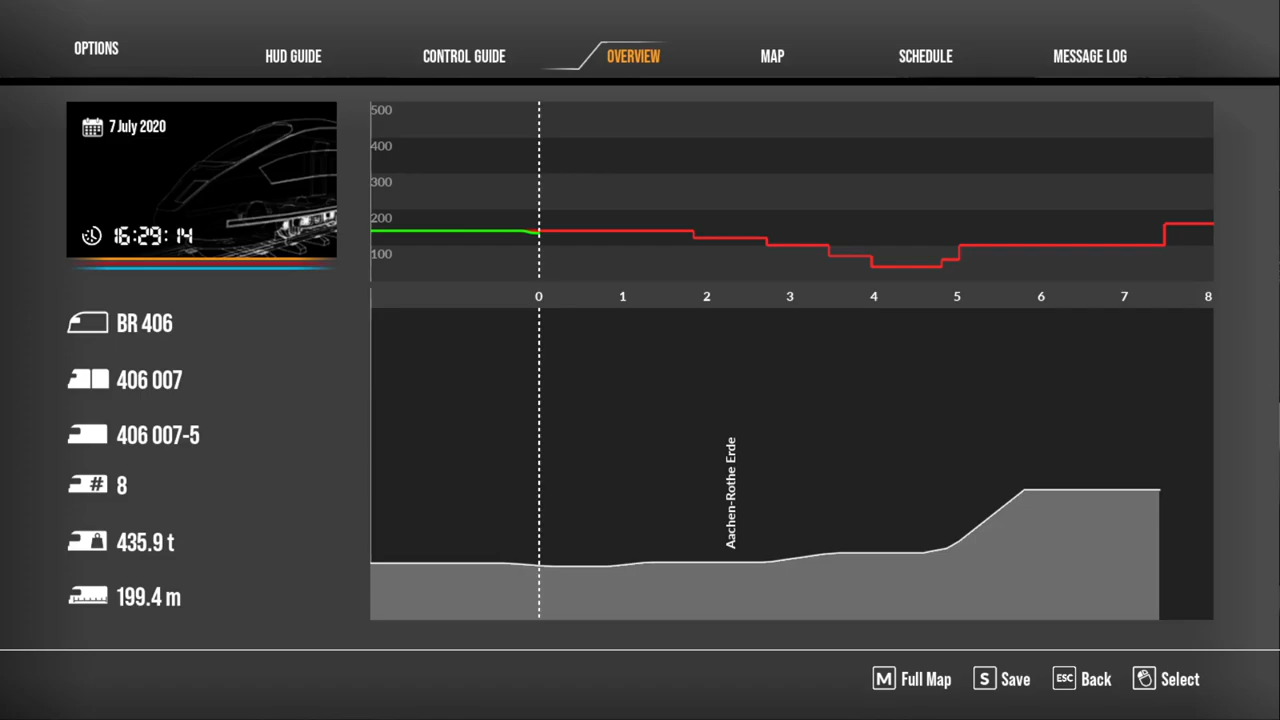 OPTIONS
HUD GUIDE
CONTROL GUIDE
OVERVIEW
MAP
SCHEDULE
MESSAGE LOG
7 July 2020
16:29:14
BR 406
406 007
406 007-5
# 8
435.9 t
199.4 m
500
400
300
200
100
0 1 2 3 4 5 6 7 8
Aachen-Rothe Erde
M Full Map
S Save
ESC Back
Select